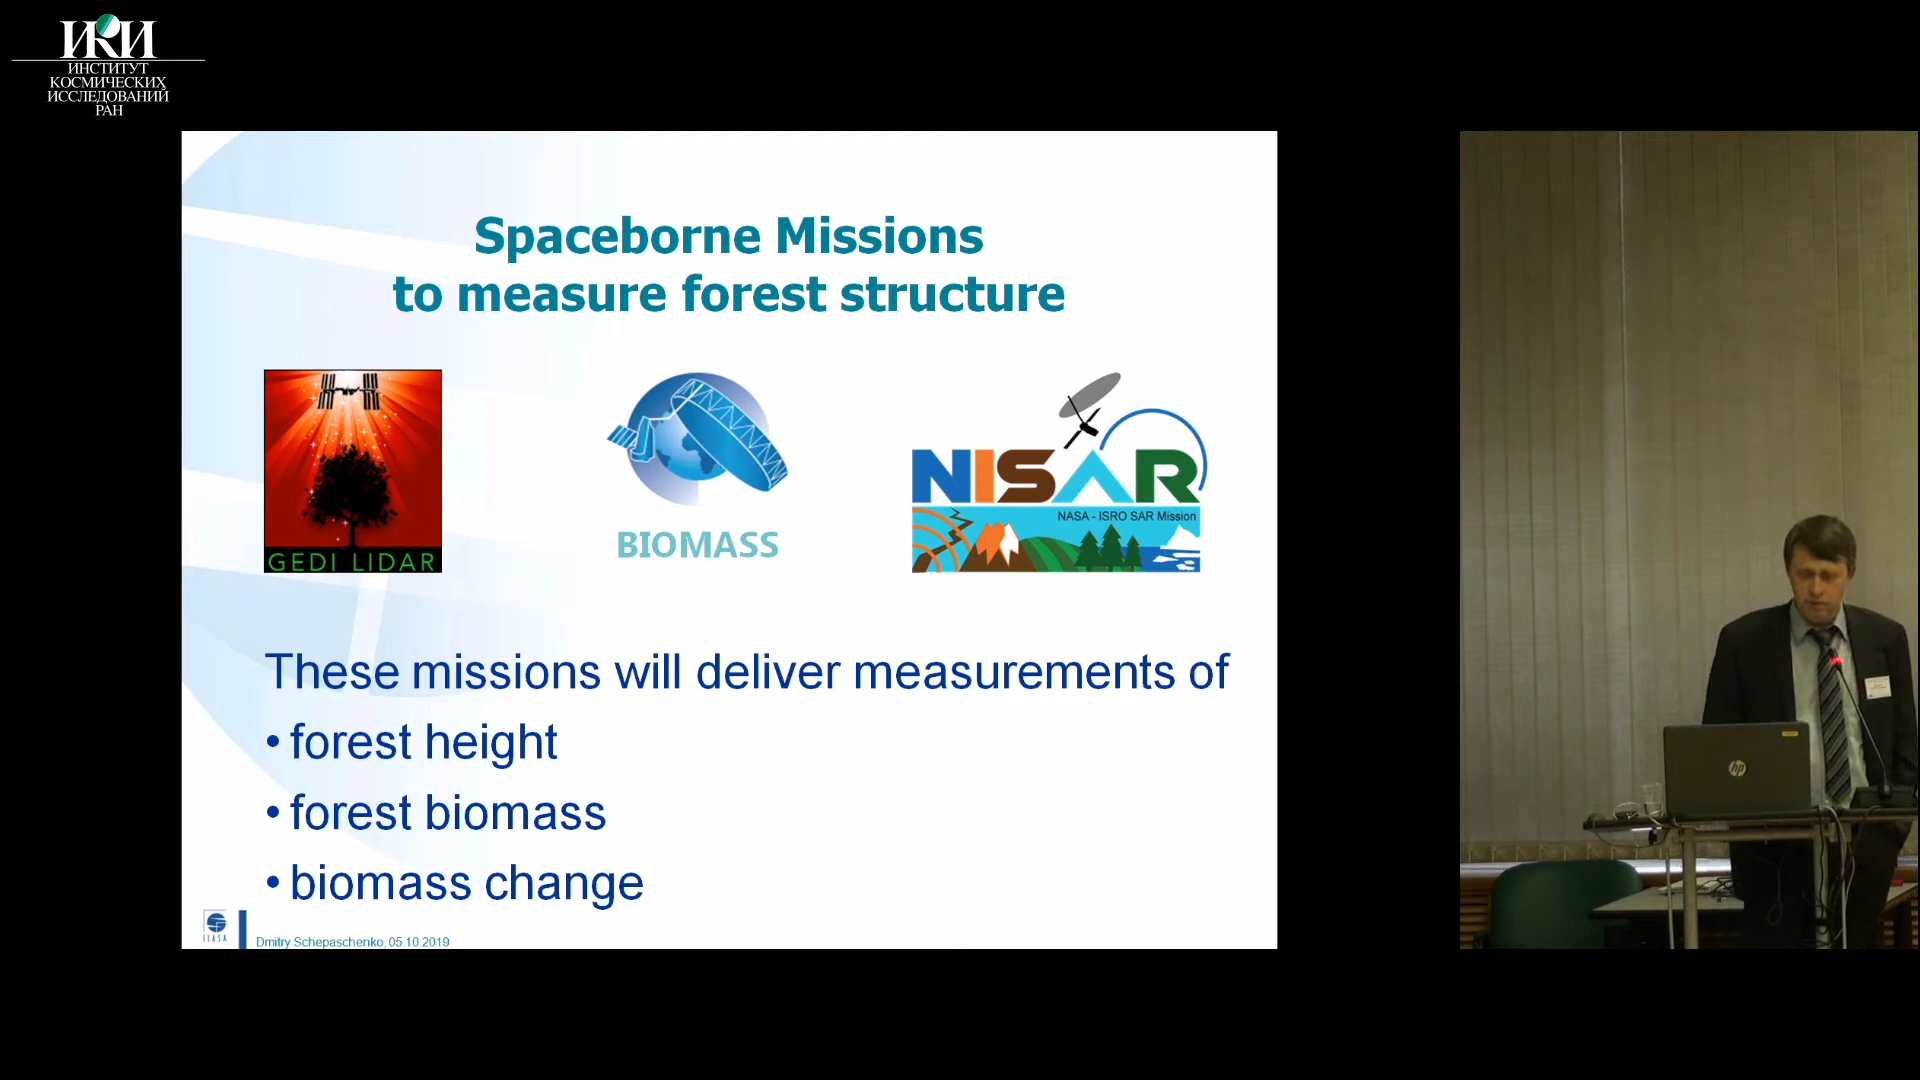 ИКИ
ИНСТИТУТ
КОСМИЧЕСКИХ
ИССЛЕДОВАНИЙ
РАН
Spaceborne Missions
to measure forest structure
GEDI LIDAR
BIOMASS
NISAR
NASA - ISRO SAR Mission
These missions will deliver measurements of
• forest height
• forest biomass
• biomass change
IIASA
Dmitry Schepaschenko, 05.10.2019
hp